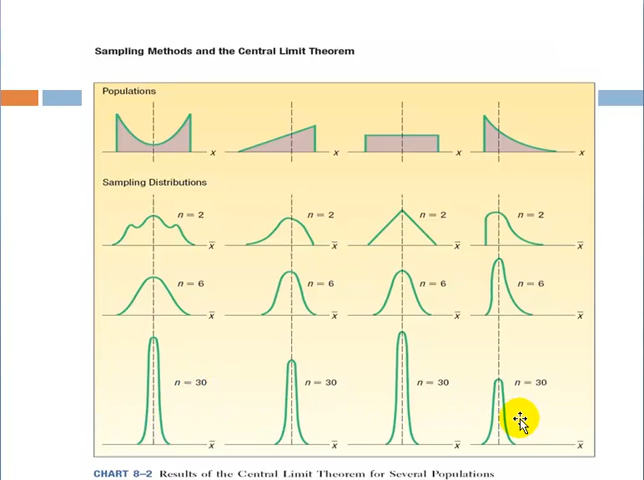 Sampling Methods and the Central Limit Theorem
Populations
x x x x
Sampling Distributions
n = 2 n = 2 n = 2 n = 2
x̄ x̄ x̄ x̄
n = 6 n = 6 n = 6 n = 6
x̄ x̄ x̄ x̄
n = 30 n = 30 n = 30 n = 30
x̄ x̄ x̄ x̄
CHART 8–2 Results of the Central Limit Theorem for Several Populations